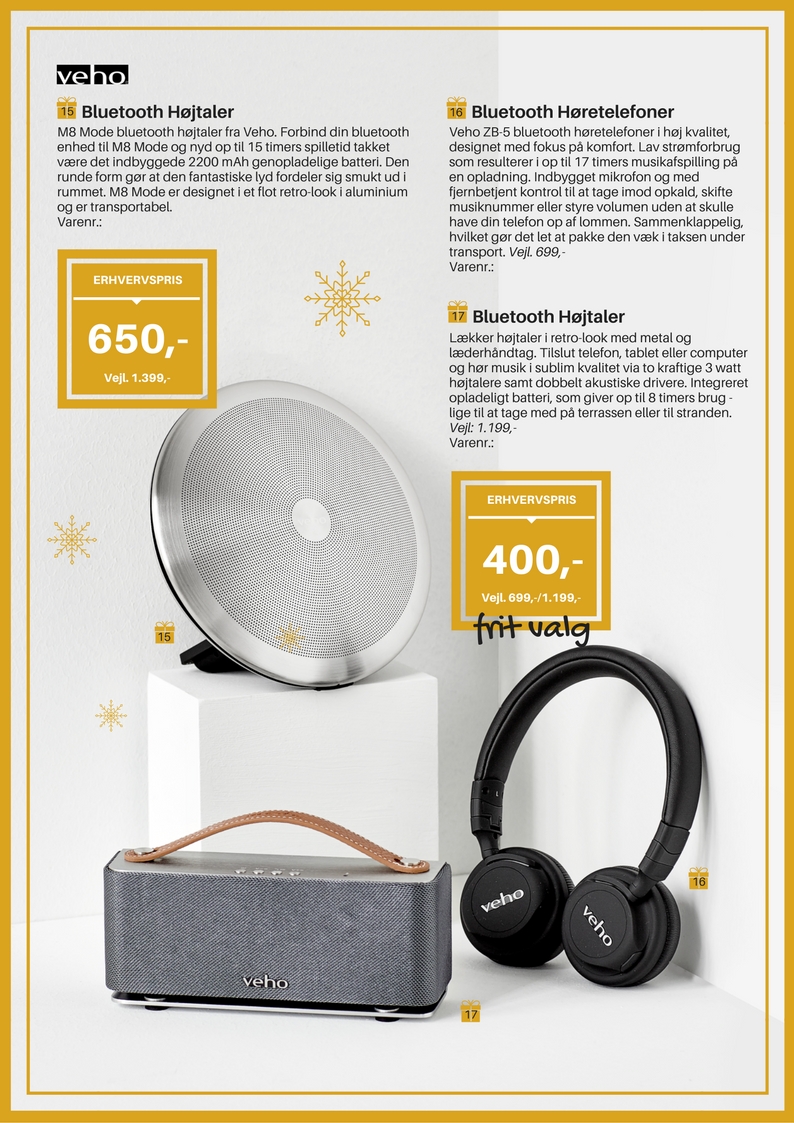 veho
15 Bluetooth Højtaler
M8 Mode bluetooth højtaler fra Veho. Forbind din bluetooth
enhed til M8 Mode og nyd op til 15 timers spilletid takket
være det indbyggede 2200 mAh genopladelige batteri. Den
runde form gør at den fantastiske lyd fordeler sig smukt ud i
rummet. M8 Mode er designet i et flot retro-look i aluminium
og er transportabel.
Varenr.:
ERHVERVSPRIS
650,-
Vejl. 1.399,-
16 Bluetooth Høretelefoner
Veho ZB-5 bluetooth høretelefoner i høj kvalitet,
designet med fokus på komfort. Lav strømforbrug
som resulterer i op til 17 timers musikafspilling på
en opladning. Indbygget mikrofon og med
fjernbetjent kontrol til at tage imod opkald, skifte
musiknummer eller styre volumen uden at skulle
have din telefon op af lommen. Sammenklappelig,
hvilket gør det let at pakke den væk i taksen under
transport. Vejl. 699,-
Varenr.:
17 Bluetooth Højtaler
Lækker højtaler i retro-look med metal og
læderhåndtag. Tilslut telefon, tablet eller computer
og hør musik i sublim kvalitet via to kraftige 3 watt
højtalere samt dobbelt akustiske drivere. Integreret
opladeligt batteri, som giver op til 8 timers brug -
lige til at tage med på terrassen eller til stranden.
Vejl: 1.199,-
Varenr.:
ERHVERVSPRIS
400,-
Vejl. 699,-/1.199,-
frit valg
15
16
veho
veho
veho
17